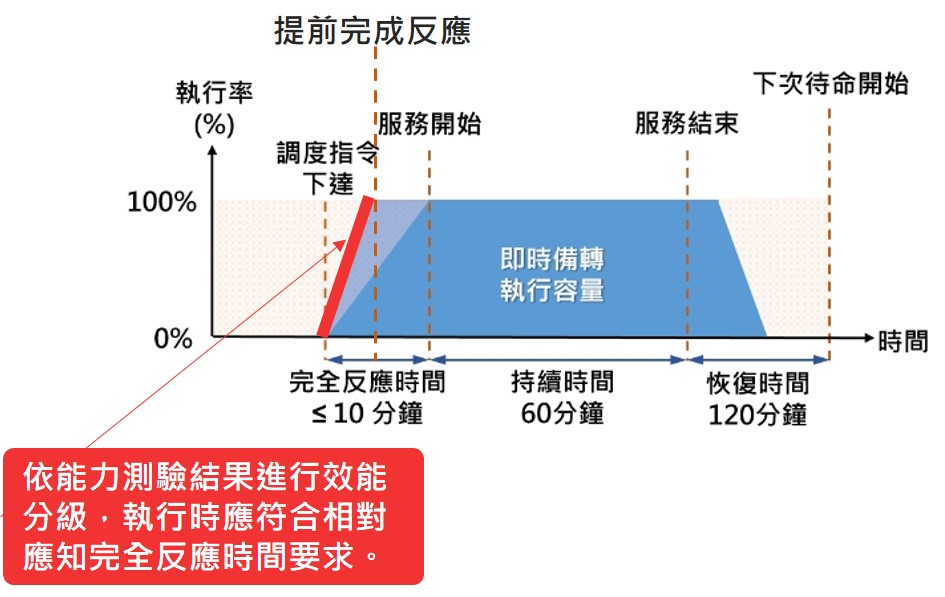 提前完成反應
下次待命開始
執行率
(%)
服務開始
服務結束
調度指令
下達
100%
即時備轉
執行容量
0%
時間
完全反應時間
≤ 10 分鐘
持續時間
60分鐘
恢復時間
120分鐘
依能力測驗結果進行效能
分級，執行時應符合相對
應知完全反應時間要求。